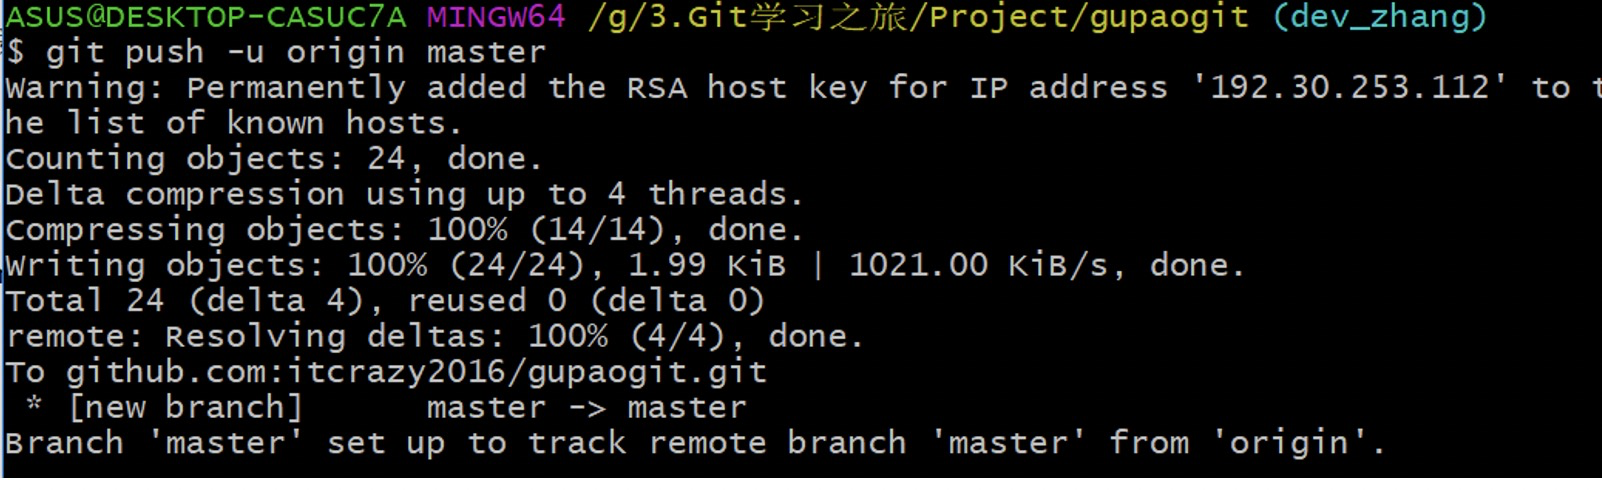 ASUS@DESKTOP-CASUC7A MINGW64 /g/3.Git学习之旅/Project/gupaogit (dev_zhang)
$ git push -u origin master
Warning: Permanently added the RSA host key for IP address '192.30.253.112' to t
he list of known hosts.
Counting objects: 24, done.
Delta compression using up to 4 threads.
Compressing objects: 100% (14/14), done.
Writing objects: 100% (24/24), 1.99 KiB | 1021.00 KiB/s, done.
Total 24 (delta 4), reused 0 (delta 0)
remote: Resolving deltas: 100% (4/4), done.
To github.com:itcrazy2016/gupaogit.git
 * [new branch]      master -> master
Branch 'master' set up to track remote branch 'master' from 'origin'.